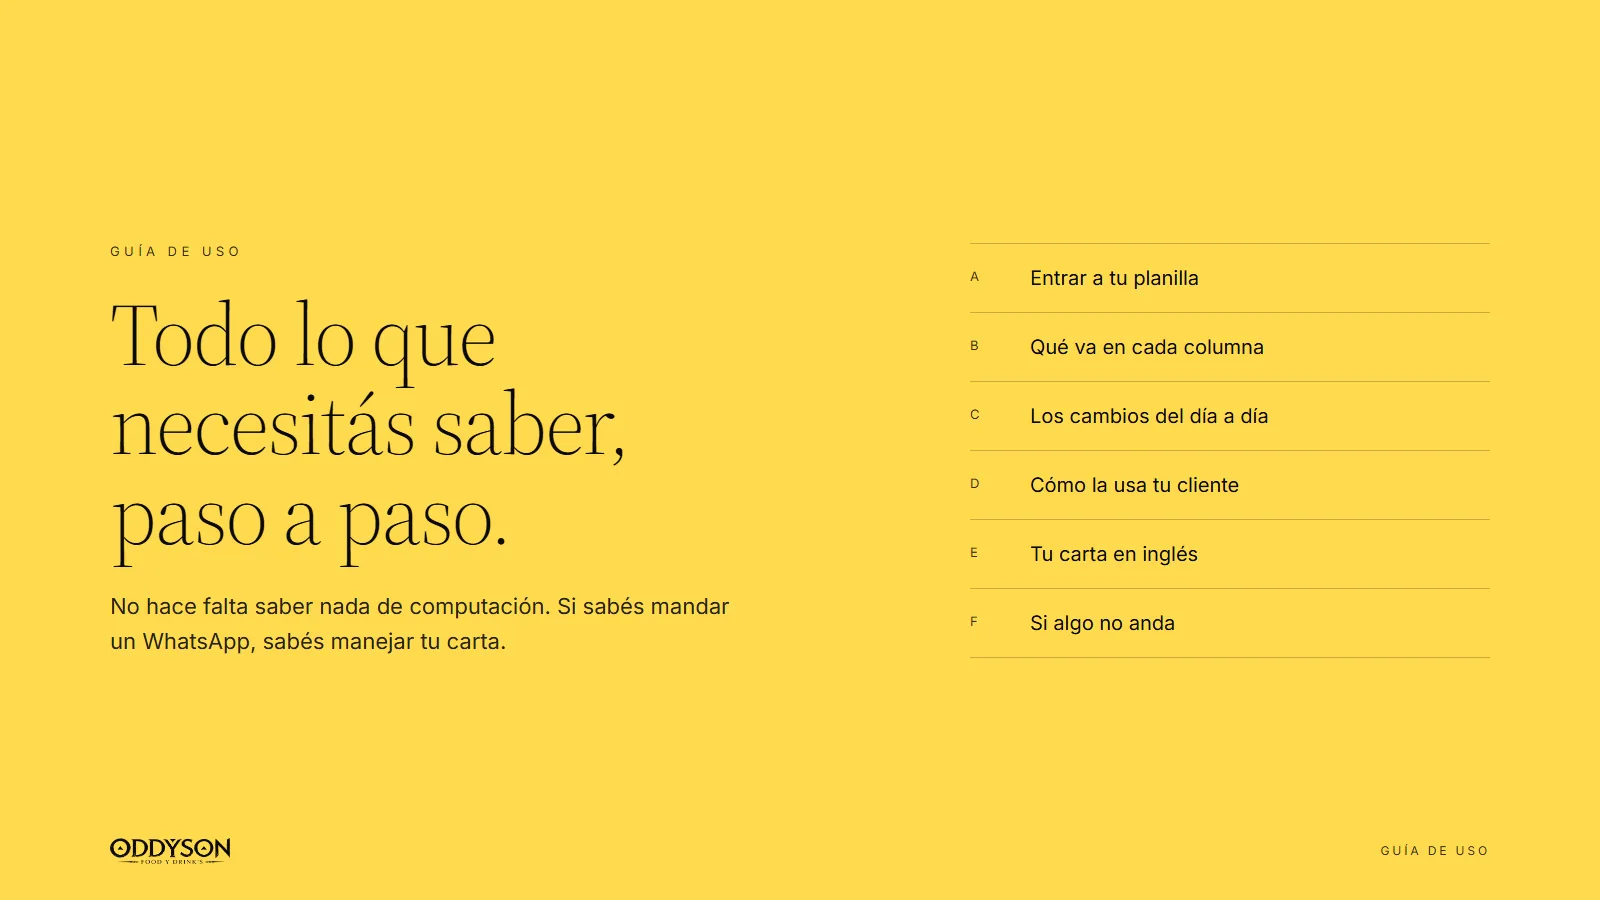 GUÍA DE USO
Todo lo que
necesitás saber,
paso a paso.
No hace falta saber nada de computación. Si sabés mandar
un WhatsApp, sabés manejar tu carta.
A Entrar a tu planilla
B Qué va en cada columna
C Los cambios del día a día
D Cómo la usa tu cliente
E Tu carta en inglés
F Si algo no anda
ODDYSON
FOOD Y DRINK'S
GUÍA DE USO